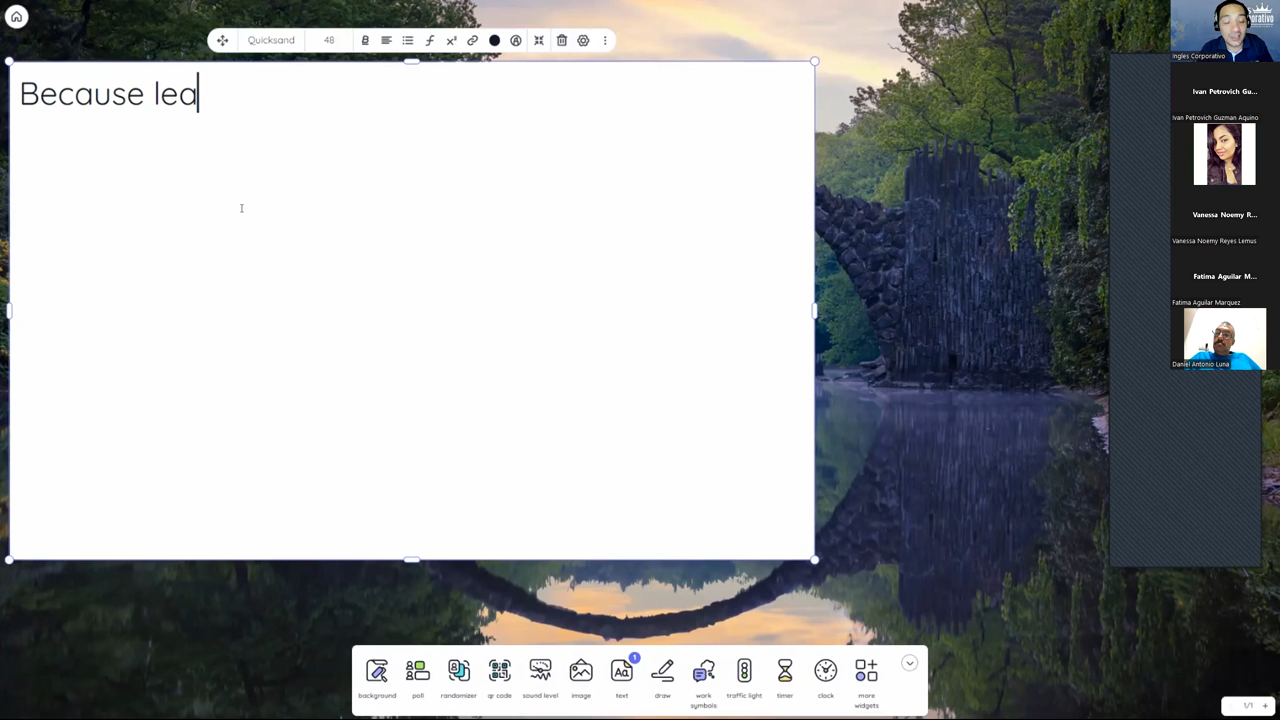 Quicksand
48
Because lea
background
poll
randomizer
qr code
sound level
image
1
text
draw
work
symbols
traffic light
timer
clock
more
widgets
1/1
Ingles Corporativo
Ivan Petrovich Gu...
Ivan Petrovich Guzman Aquino
Vanessa Noemy R...
Vanessa Noemy Reyes Lemus
Fatima Aguilar M...
Fatima Aguilar Marquez
Daniel Antonio Luna